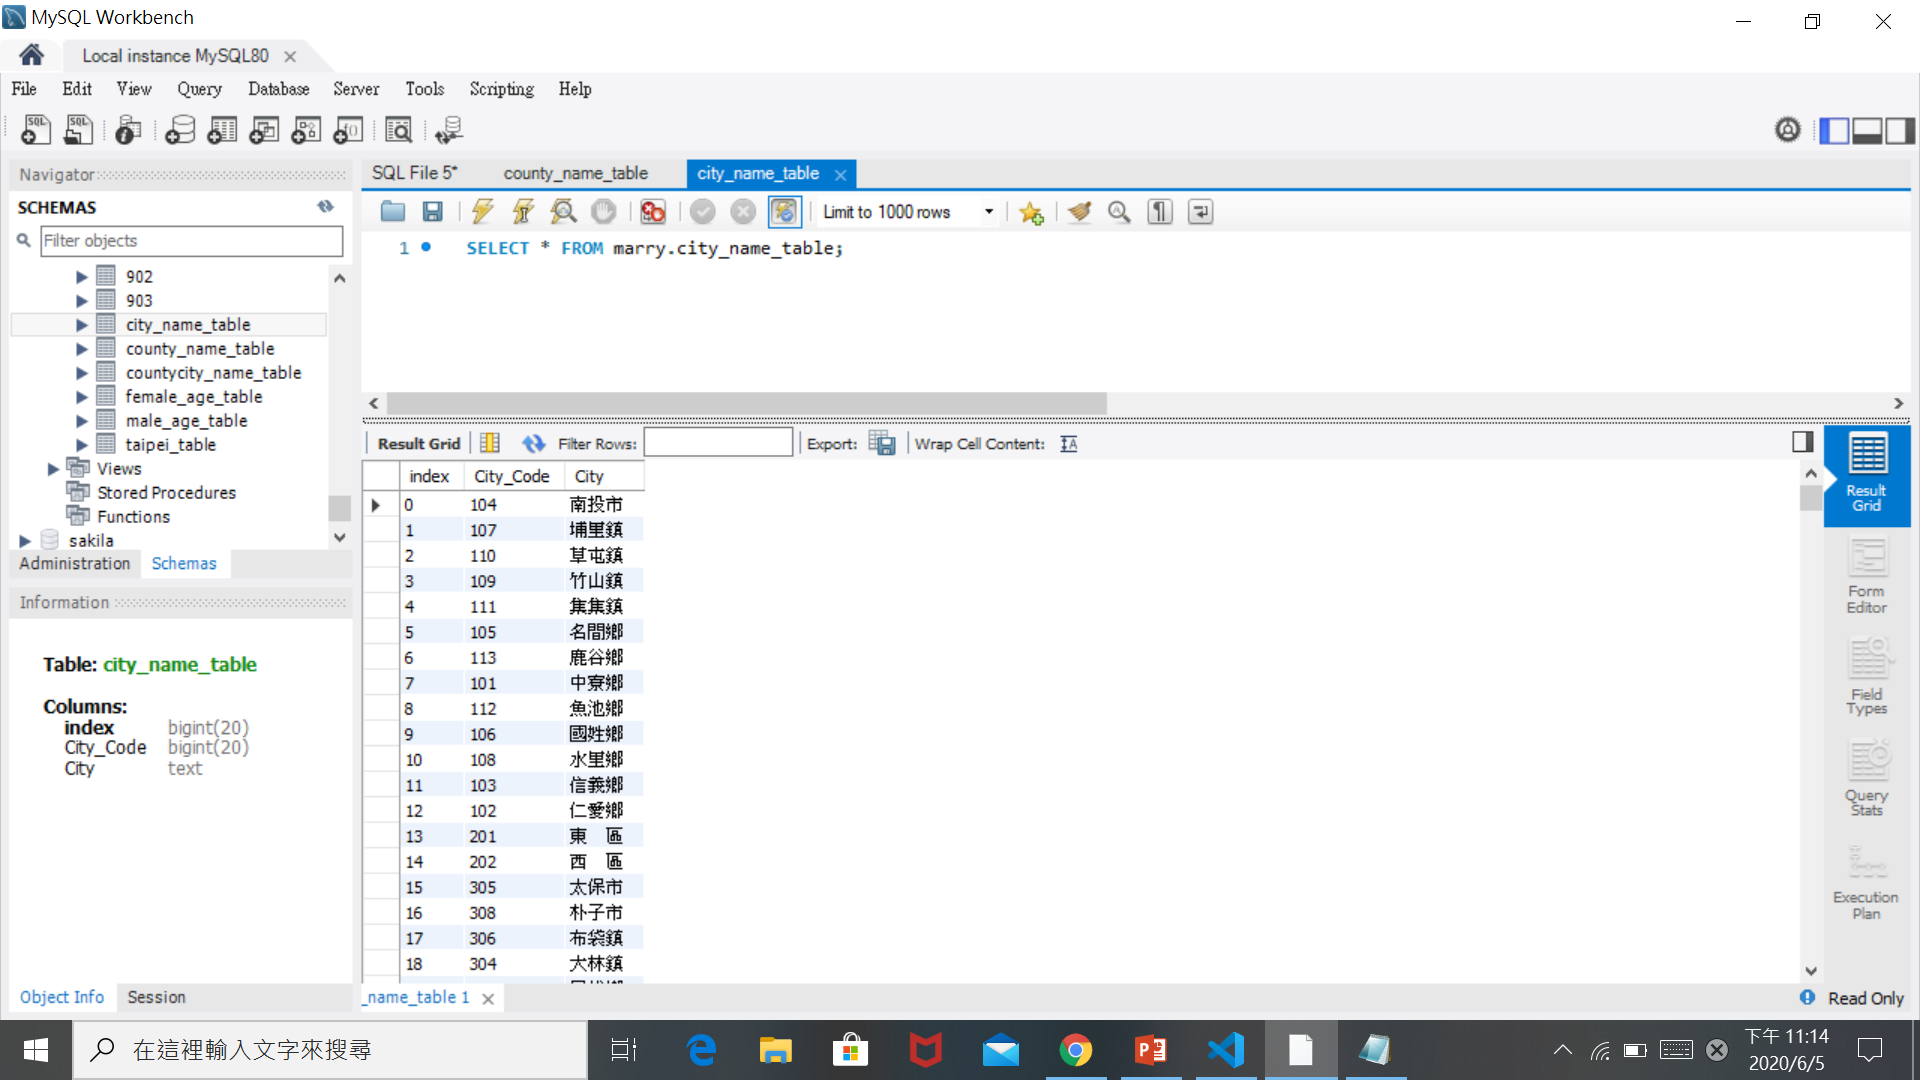 MySQL Workbench
Local instance MySQL80
File Edit View Query Database Server Tools Scripting Help
Navigator
SCHEMAS
Filter objects
902
903
city_name_table
county_name_table
countycity_name_table
female_age_table
male_age_table
taipei_table
Views
Stored Procedures
Functions
sakila
Administration Schemas
Information
Table: city_name_table
Columns:
index bigint(20)
City_Code bigint(20)
City text
Object Info Session
SQL File 5* county_name_table city_name_table
Limit to 1000 rows
1 SELECT * FROM marry.city_name_table;
Result Grid Filter Rows: Export: Wrap Cell Content:
index City_Code City
0 104 南投市
1 107 埔里鎮
2 110 草屯鎮
3 109 竹山鎮
4 111 集集鎮
5 105 名間鄉
6 113 鹿谷鄉
7 101 中寮鄉
8 112 魚池鄉
9 106 國姓鄉
10 108 水里鄉
11 103 信義鄉
12 102 仁愛鄉
13 201 東　區
14 202 西　區
15 305 太保市
16 308 朴子市
17 306 布袋鎮
18 304 大林鎮
_name_table 1
Result
Grid
Form
Editor
Field
Types
Query
Stats
Execution
Plan
Read Only
在這裡輸入文字來搜尋
下午 11:14
2020/6/5